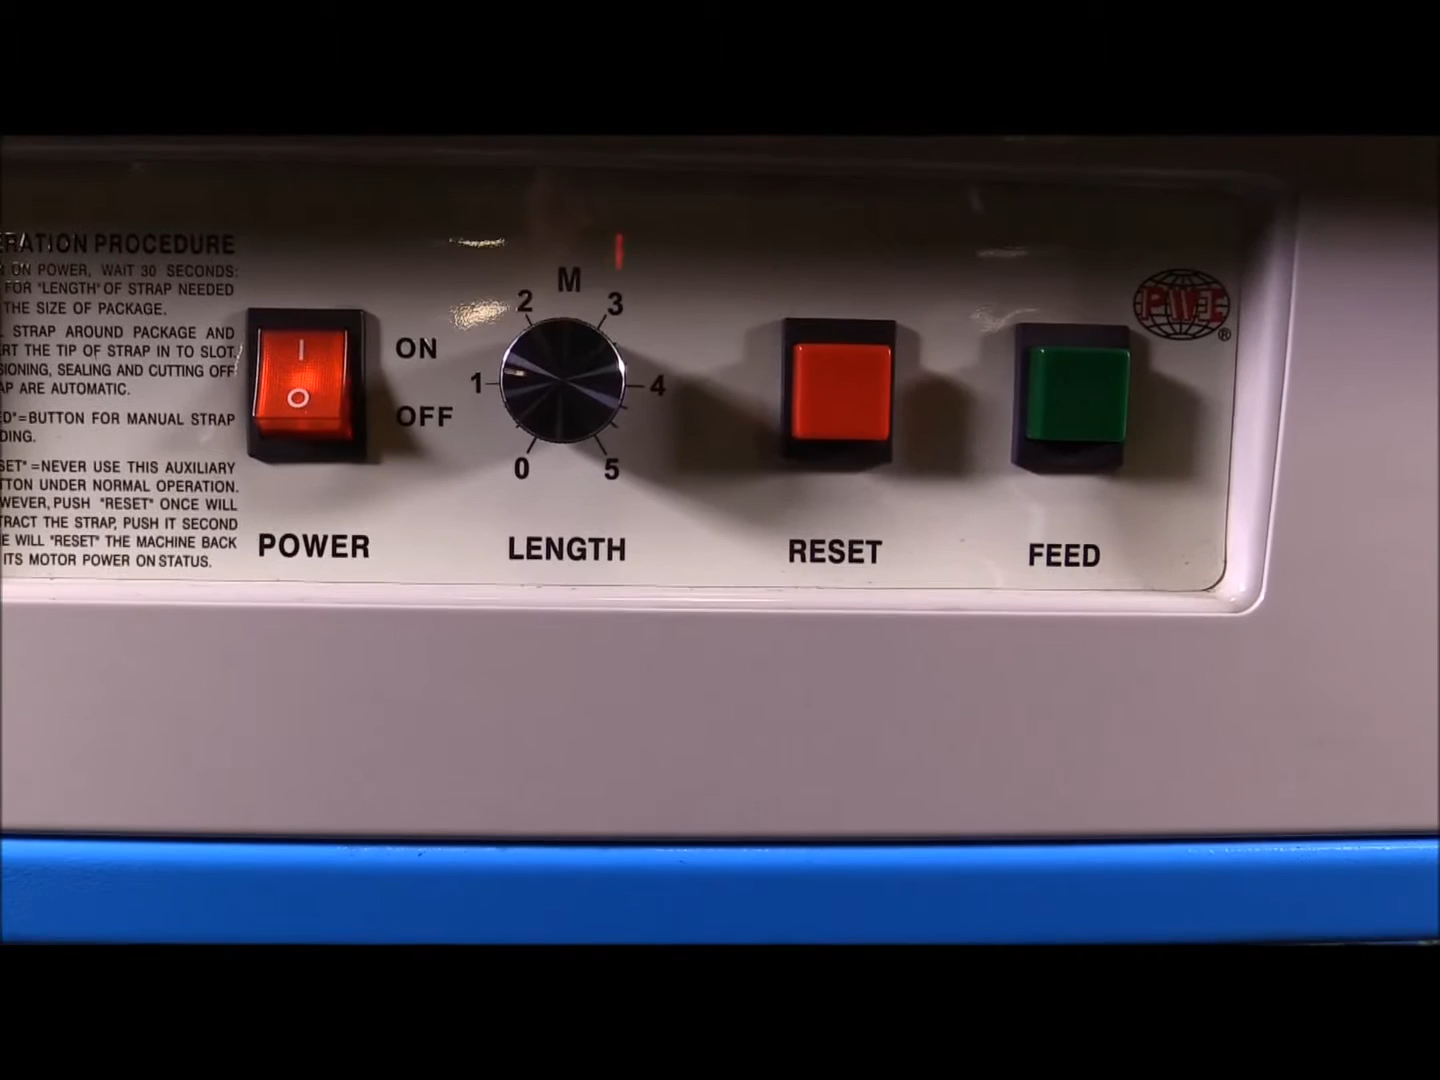 RATION PROCEDURE
ON POWER, WAIT 30 SECONDS:
FOR "LENGTH" OF STRAP NEEDED
THE SIZE OF PACKAGE.
STRAP AROUND PACKAGE AND
RT THE TIP OF STRAP IN TO SLOT.
SIONING, SEALING AND CUTTING OFF
AP ARE AUTOMATIC.
ED"=BUTTON FOR MANUAL STRAP
DING.
SET"=NEVER USE THIS AUXILIARY
TTON UNDER NORMAL OPERATION.
WEVER, PUSH "RESET" ONCE WILL
TRACT THE STRAP, PUSH IT SECOND
E WILL "RESET" THE MACHINE BACK
ITS MOTOR POWER ON STATUS.
I
O
ON
OFF
POWER
M
0 1 2 3 4 5
LENGTH
RESET
FEED
PWI
®